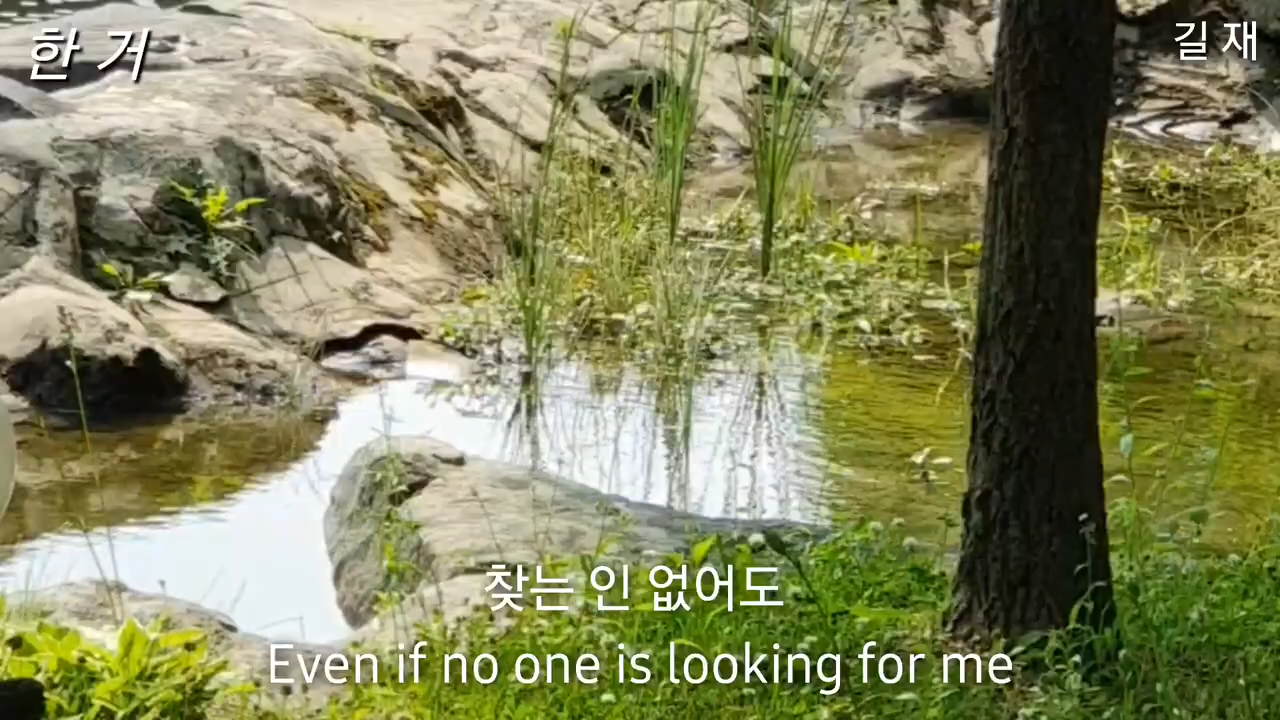 한 거
길 재
찾는 인 없어도
Even if no one is looking for me